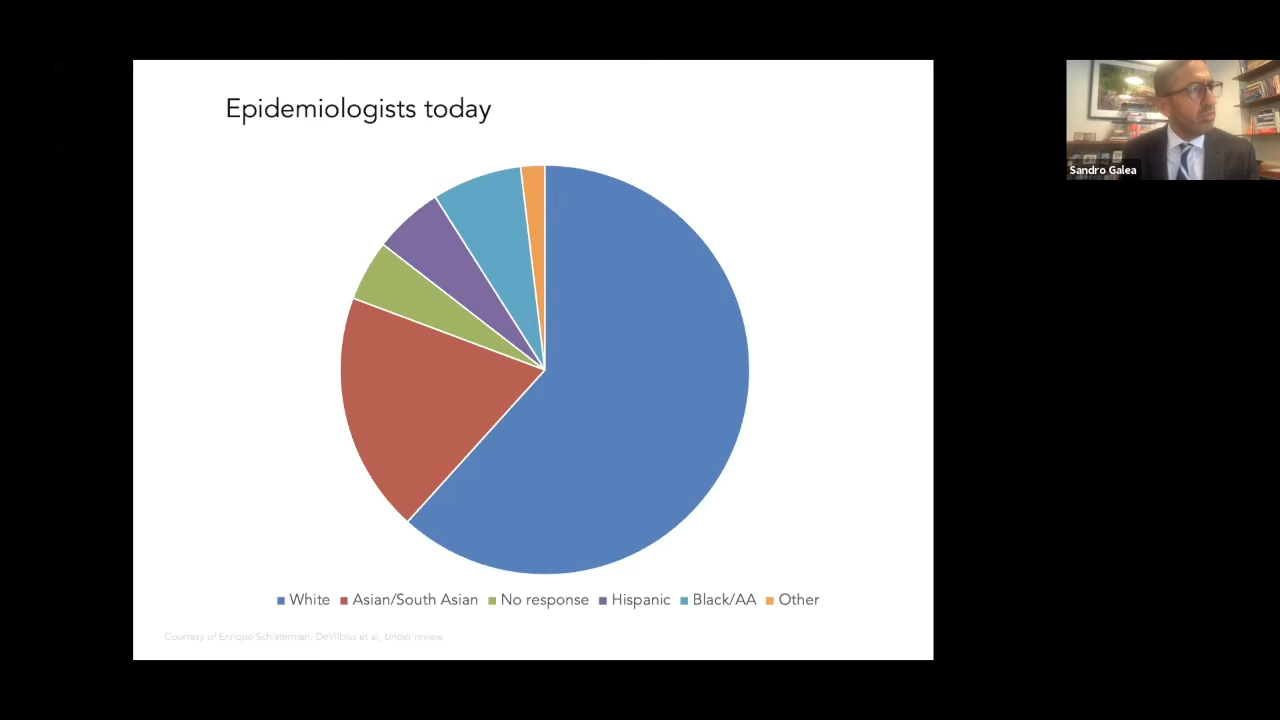 Epidemiologists today
Sandro Galea
White Asian/South Asian No response Hispanic Black/AA Other
Courtesy of Enrique Schisterman. DeVilbiss et al, Under review